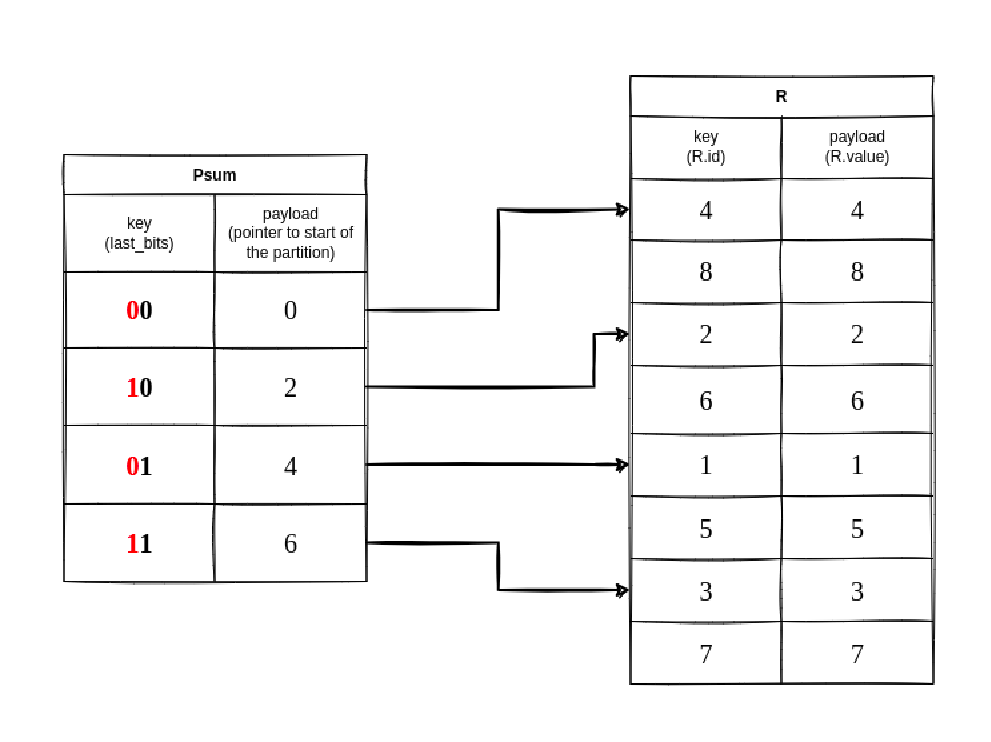 Psum
key
(last_bits)
payload
(pointer to start of
the partition)
00
0
10
2
01
4
11
6
R
key
(R.id)
payload
(R.value)
4
4
8
8
2
2
6
6
1
1
5
5
3
3
7
7